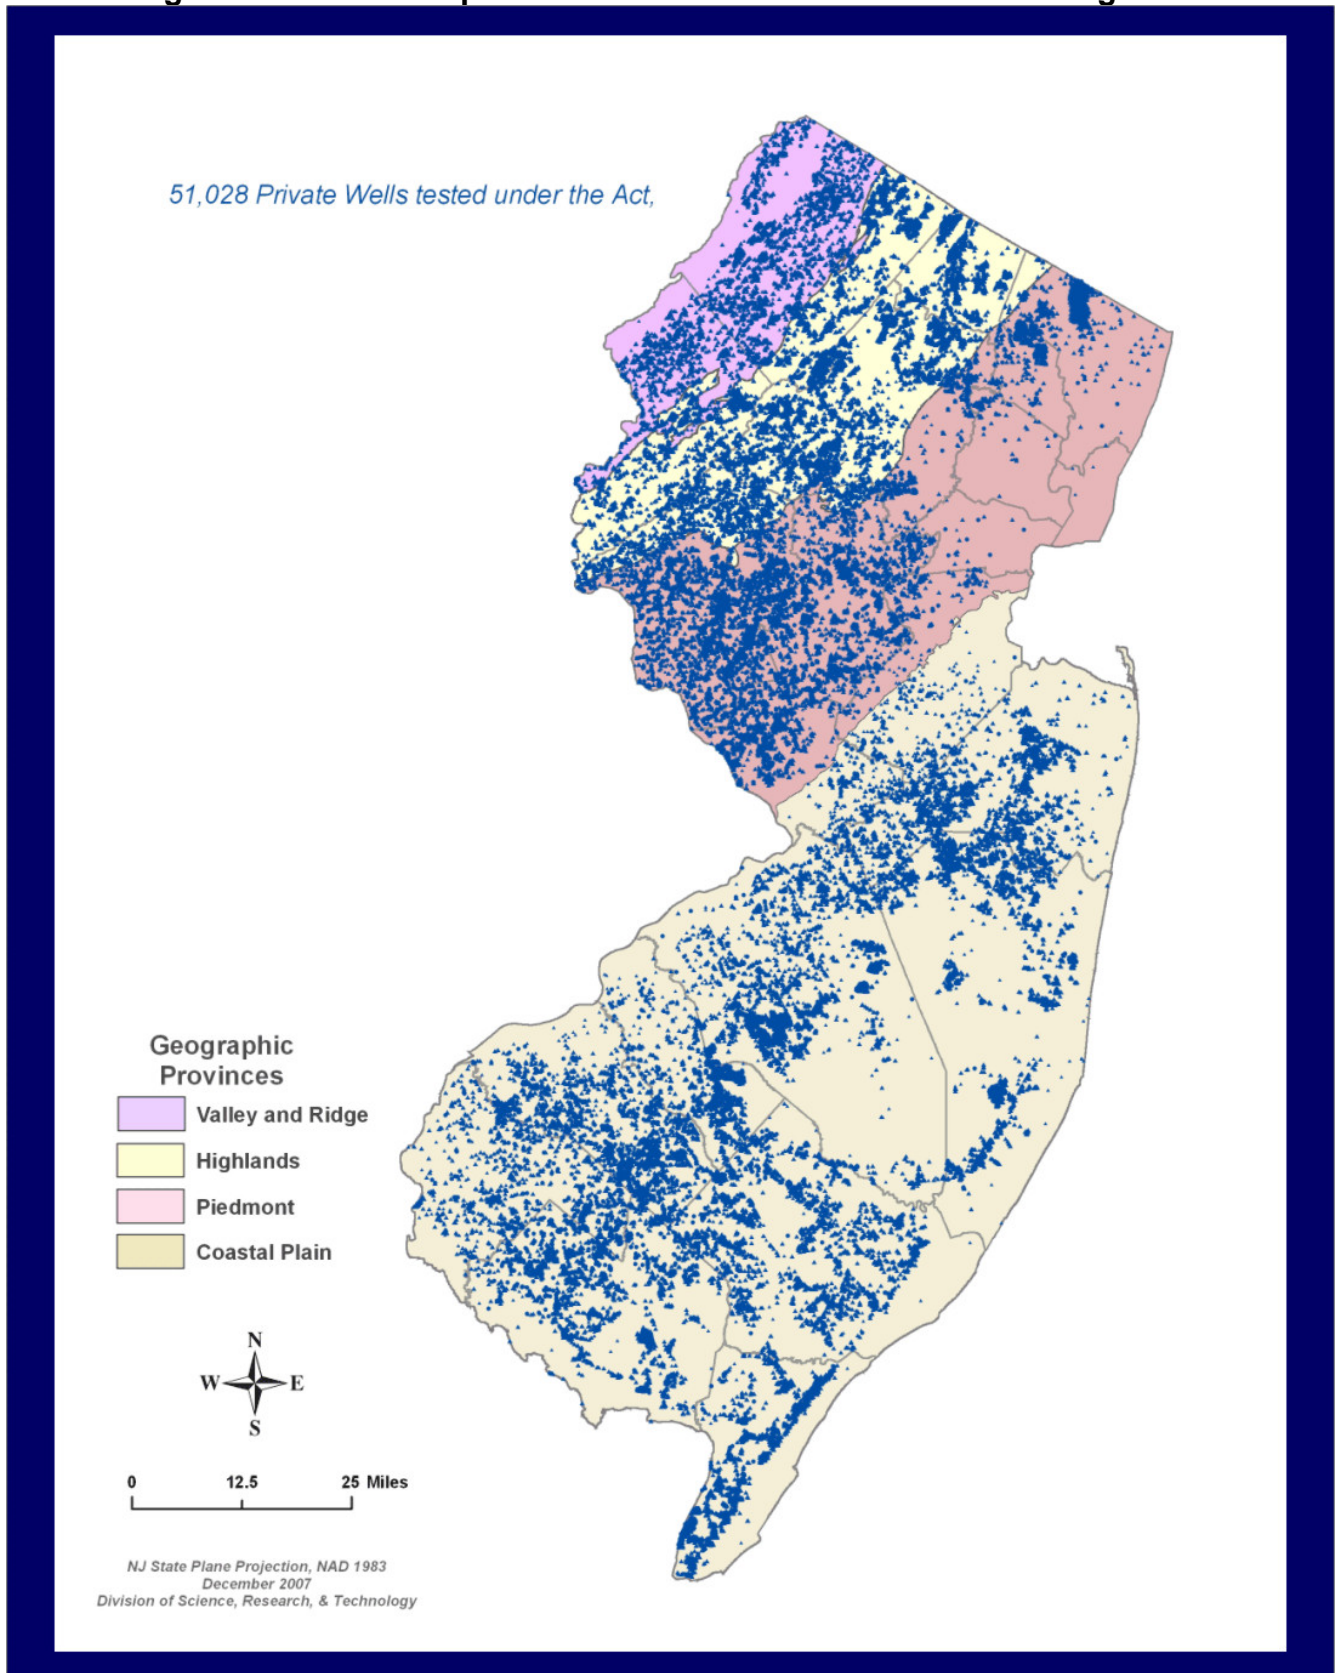 51,028 Private Wells tested under the Act,
Geographic
Provinces
Valley and Ridge
Highlands
Piedmont
Coastal Plain
N
W E
S
0 12.5 25 Miles
NJ State Plane Projection, NAD 1983
December 2007
Division of Science, Research, & Technology